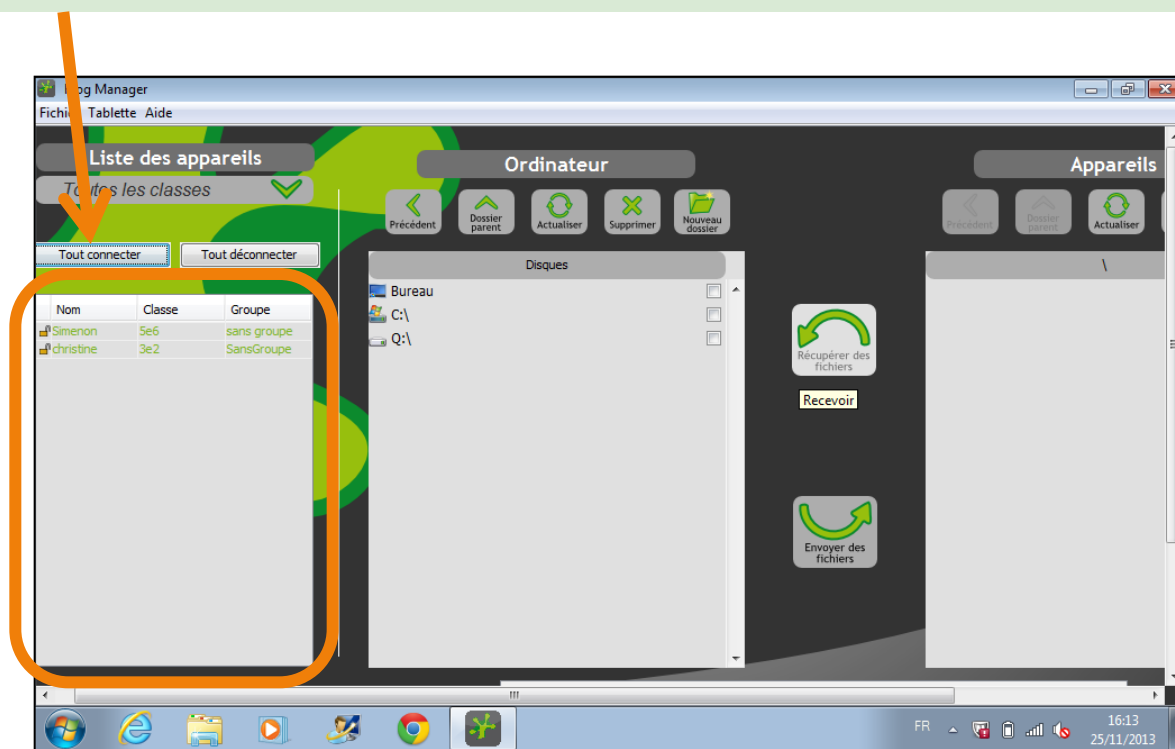 og Manager
Tablette Aide
Liste des appareils
Toutes les classes
Tout connecter
Tout déconnecter
Nom Classe Groupe
Simenon 5e6 sans groupe
christine 3e2 SansGroupe
Ordinateur
Précédent
Dossier
parent
Actualiser
Supprimer
Nouveau
dossier
Disques
Bureau
C:\
Q:\
Récupérer des
fichiers
Recevoir
Envoyer des
fichiers
Appareils
Précédent
Dossier
parent
Actualiser
\
FR
16:13
25/11/2013